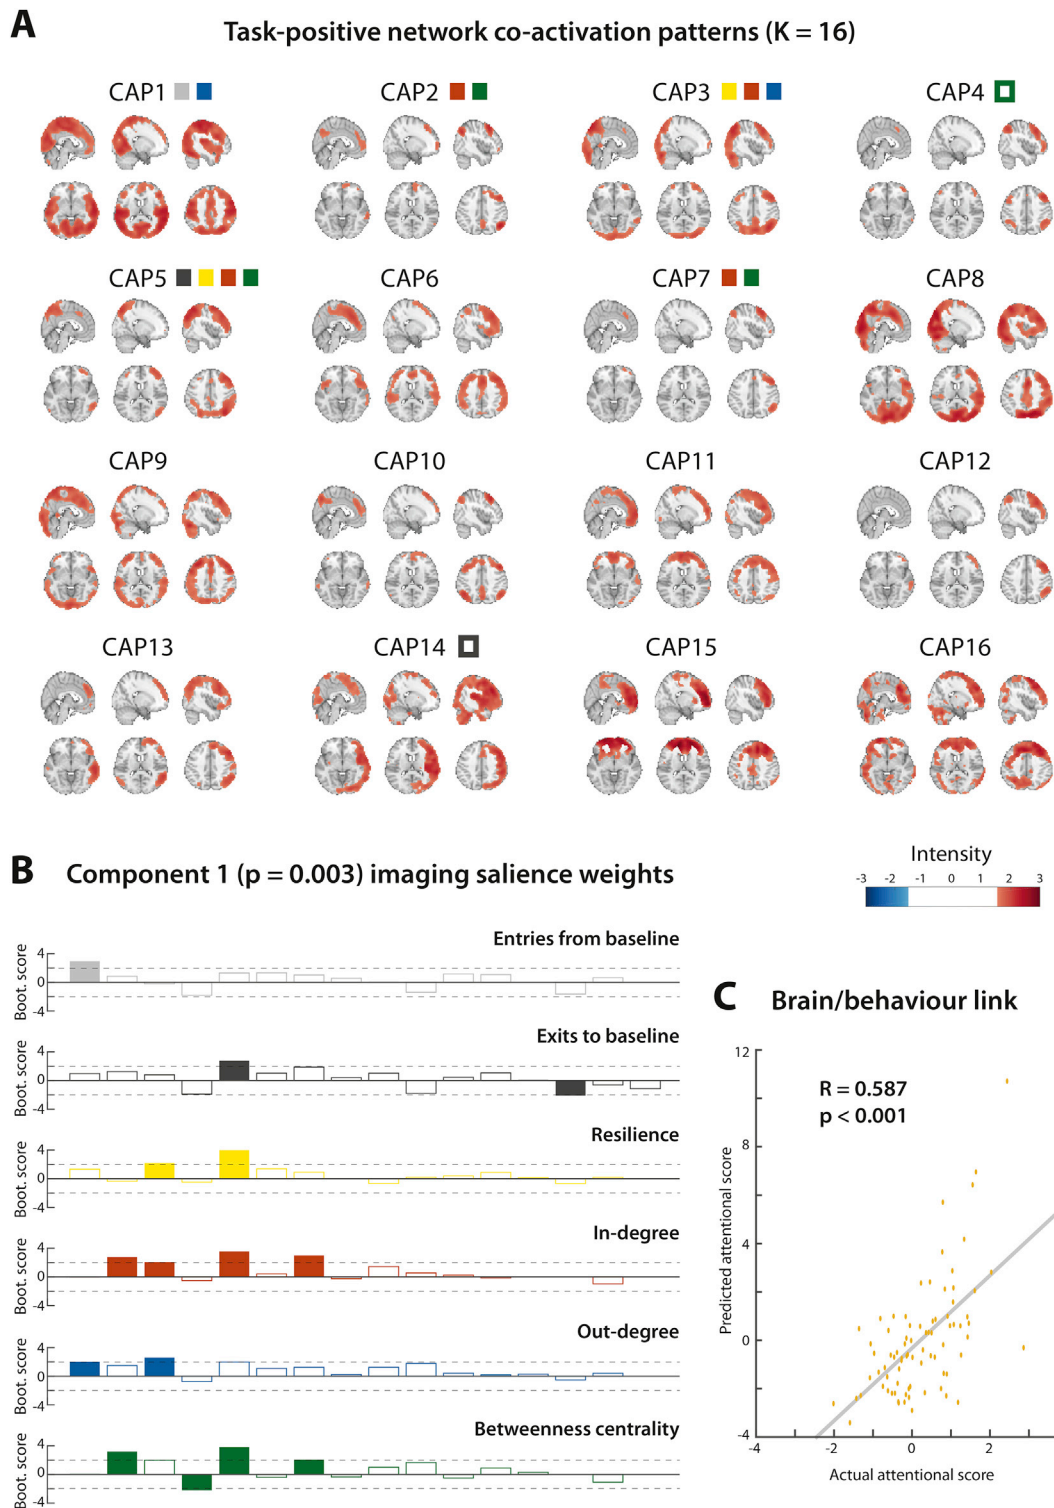 A
Task-positive network co-activation patterns (K = 16)
CAP1
CAP2
CAP3
CAP4
CAP5
CAP6
CAP7
CAP8
CAP9
CAP10
CAP11
CAP12
CAP13
CAP14
CAP15
CAP16
B
Component 1 (p = 0.003) imaging salience weights
Intensity
-3 -2 -1 0 1 2 3
Entries from baseline
Boot. score
4
0
-4
Exits to baseline
Boot. score
4
0
-4
Resilience
Boot. score
4
0
-4
In-degree
Boot. score
4
0
-4
Out-degree
Boot. score
4
0
-4
Betweenness centrality
Boot. score
4
0
-4
C
Brain/behaviour link
R = 0.587
p < 0.001
Predicted attentional score
12
8
4
0
-4
-4 -2 0 2
Actual attentional score